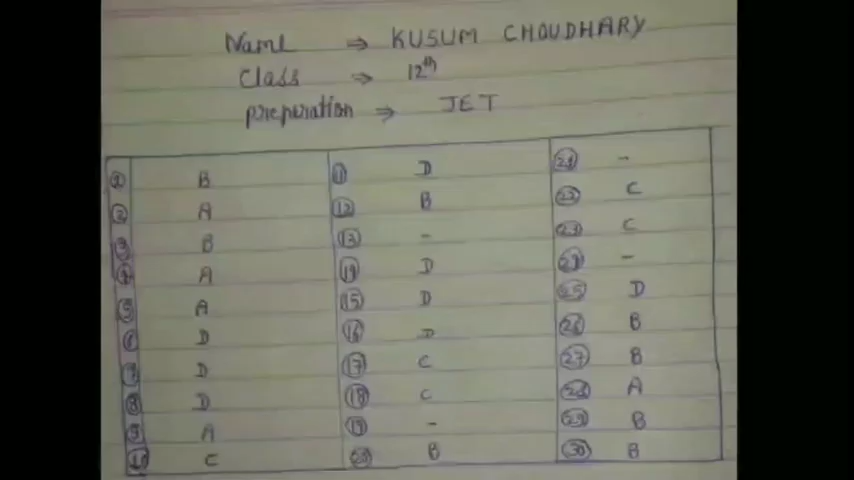 Name ⇒ KUSUM CHOUDHARY
Class ⇒ 12th
preparation ⇒ JET
1 B 11 D 21 -
2 A 12 B 22 C
3 B 13 - 23 C
4 A 14 D 24 -
5 A 15 D 25 D
6 D 16 D 26 B
7 D 17 C 27 B
8 D 18 C 28 A
9 A 19 - 29 B
10 C 20 B 30 B